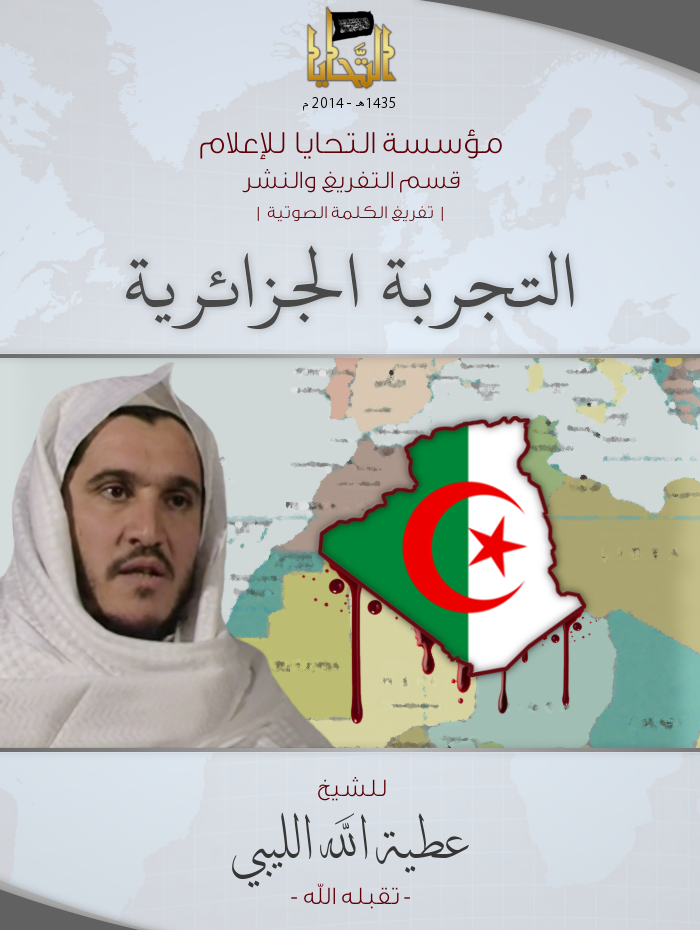 التحايا
1435هـ - 2014 م
مؤسسة التحايا للإعلام
قسم التفريغ والنشر
| تفريغ الكلمة الصوتية |
التجربة الجزائرية
للشيخ
عطية الله الليبي
- تقبله الله -